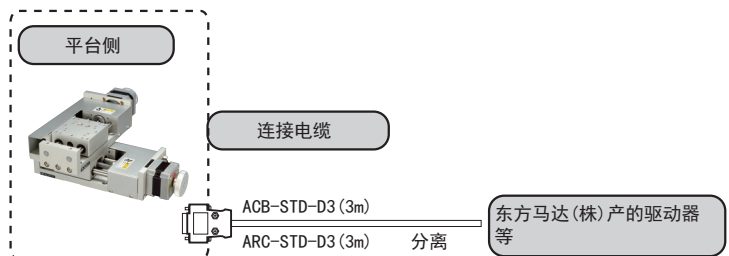 平台侧
连接电缆
ACB-STD-D3(3m)
ARC-STD-D3(3m)
分离
东方马达(株)产的驱动器
等